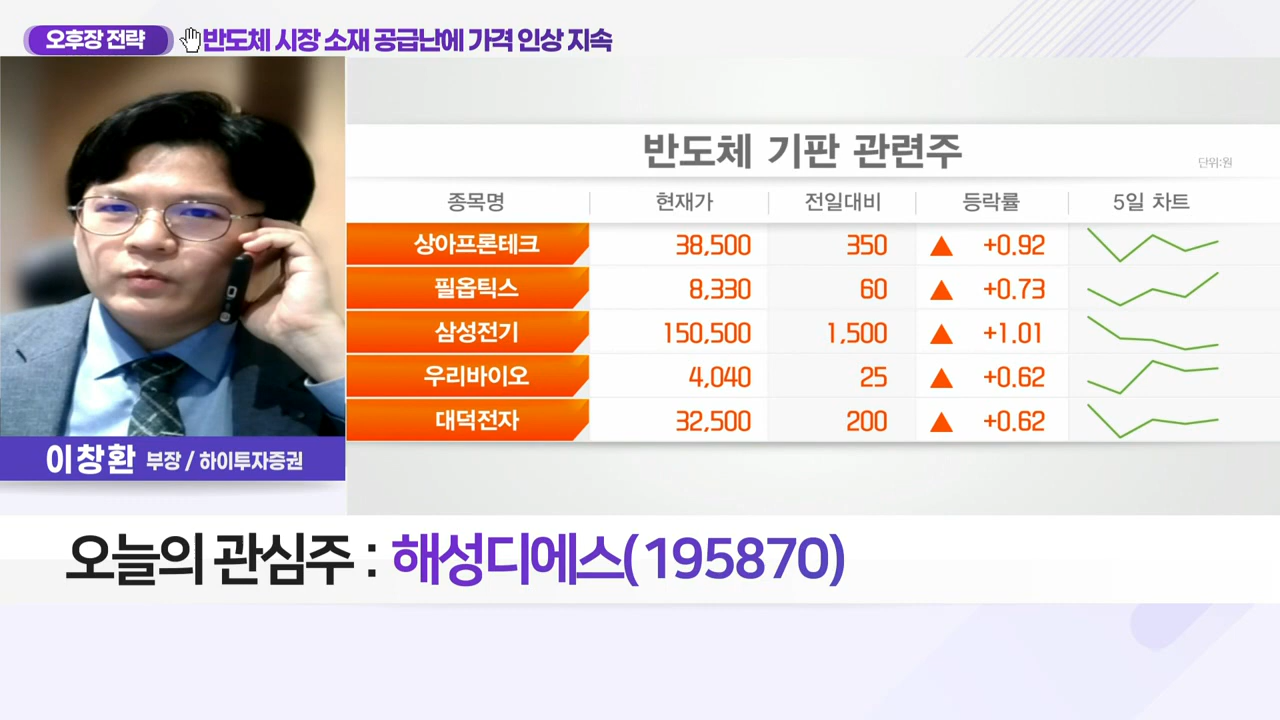 오후장 전략
반도체 시장 소재 공급난에 가격 인상 지속
반도체 기판 관련주
단위:원
종목명 현재가 전일대비 등락률 5일 차트
상아프론테크 38,500 350 ▲ +0.92
필옵틱스 8,330 60 ▲ +0.73
삼성전기 150,500 1,500 ▲ +1.01
우리바이오 4,040 25 ▲ +0.62
대덕전자 32,500 200 ▲ +0.62
이창환 부장 / 하이투자증권
오늘의 관심주 : 해성디에스(195870)